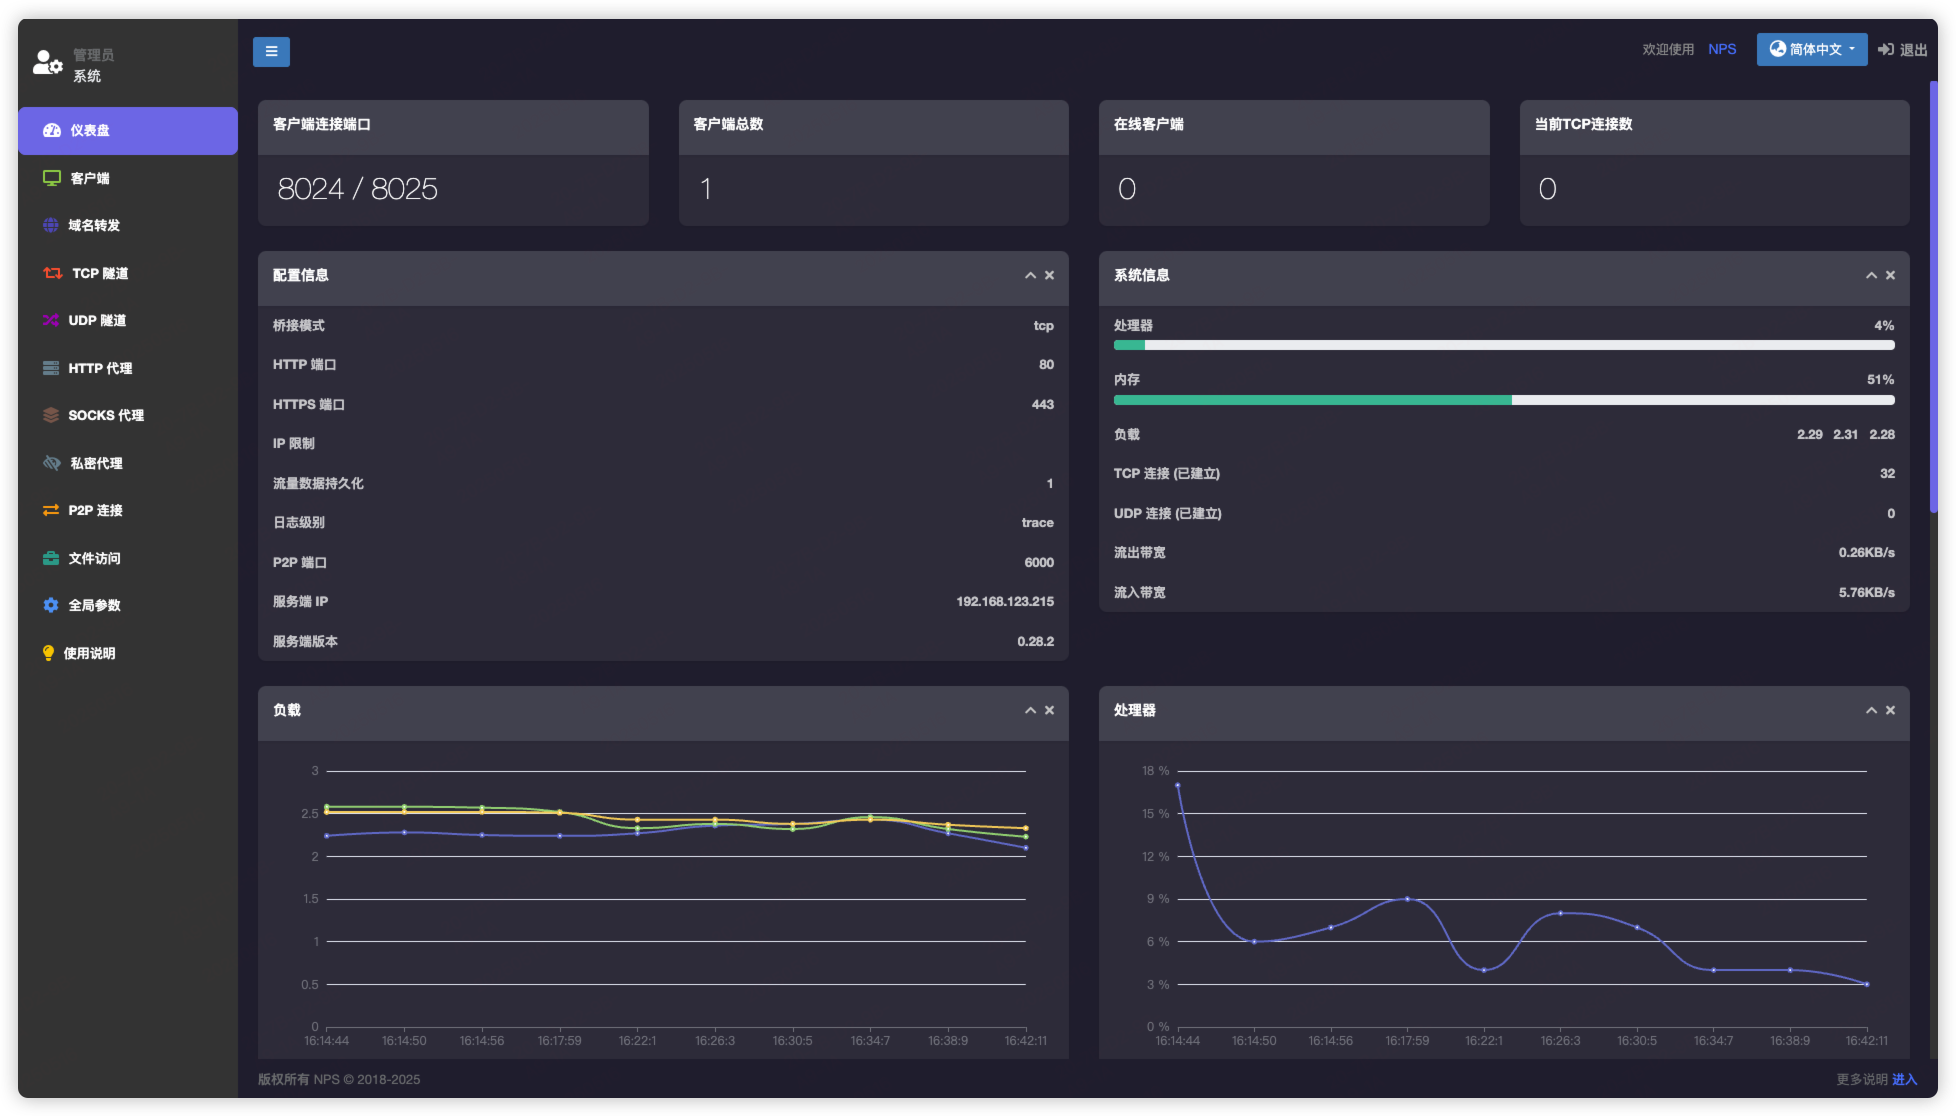 管理员
系统
欢迎使用 NPS 简体中文 退出
仪表盘
客户端
域名转发
TCP 隧道
UDP 隧道
HTTP 代理
SOCKS 代理
私密代理
P2P 连接
文件访问
全局参数
使用说明
客户端连接端口
8024 / 8025
客户端总数
1
在线客户端
0
当前TCP连接数
0
配置信息
桥接模式 tcp
HTTP 端口 80
HTTPS 端口 443
IP 限制
流量数据持久化 1
日志级别 trace
P2P 端口 6000
服务端 IP 192.168.123.215
服务端版本 0.28.2
系统信息
处理器 4%
内存 51%
负载 2.29 2.31 2.28
TCP 连接 (已建立) 32
UDP 连接 (已建立) 0
流出带宽 0.26KB/s
流入带宽 5.76KB/s
负载
3
2.5
2
1.5
1
0.5
0
16:14:44 16:14:50 16:14:56 16:17:59 16:22:1 16:26:3 16:30:5 16:34:7 16:38:9 16:42:11
处理器
18 %
15 %
12 %
9 %
6 %
3 %
0 %
16:14:44 16:14:50 16:14:56 16:17:59 16:22:1 16:26:3 16:30:5 16:34:7 16:38:9 16:42:11
版权所有 NPS © 2018-2025
更多说明 进入